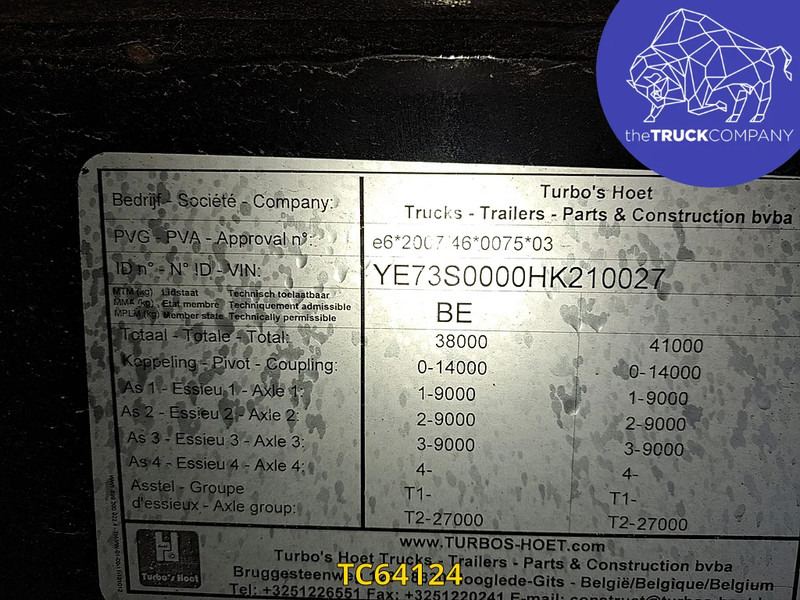 theTRUCKCOMPANY
Bedrijf - Société - Company:
Turbo's Hoet
Trucks - Trailers - Parts & Construction bvba
PVG - PVA - Approval n°:
e6*2007/46*0075*03
ID n° - N° ID - VIN:
YE73S0000HK210027
MTM (kg) Lidstaat Technisch toelaatbaar
MMA (kg) Etat membre Techniquement admissible
MPLM (kg) Member state Technically permissible
BE
Totaal - Totale - Total: 38000 41000
Koppeling - Pivot - Coupling: 0-14000 0-14000
As 1 - Essieu 1 - Axle 1: 1-9000 1-9000
As 2 - Essieu 2 - Axle 2: 2-9000 2-9000
As 3 - Essieu 3 - Axle 3: 3-9000 3-9000
As 4 - Essieu 4 - Axle 4: 4- 4-
Asstel - Groupe T1- T1-
d'essieux - Axle group: T2-27000 T2-27000
www.TURBOS-HOET.com
Turbo's Hoet Trucks - Trailers - Parts & Construction bvba
Turbo's Hoet
TC64124
Hooglede-Gits - België/Belgique/Belgium
Tel: +3251226551 Fax: +3251220241 E-mail: